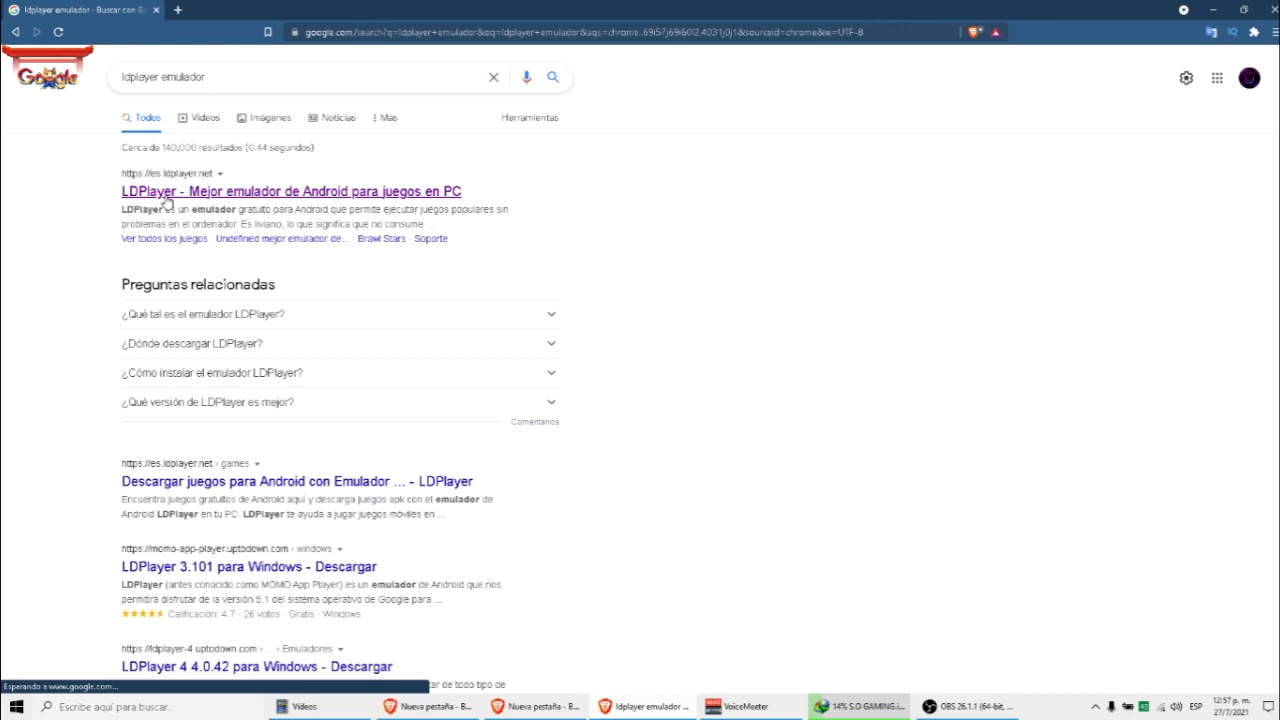 ldplayer emulador - Buscar con G
google.com/search?q=ldplayer+emulador&oq=ldplayer+emulador&aqs=chrome..69i57j69i60l2.4031j0j1&sourceid=chrome&ie=UTF-8
Google
ldplayer emulador
Todos Videos Imágenes Noticias Más Herramientas
Cerca de 140,000 resultados (0.44 segundos)
https://es.ldplayer.net
LDPlayer - Mejor emulador de Android para juegos en PC
LDPlayer es un emulador gratuito para Android que permite ejecutar juegos populares sin
problemas en el ordenador. Es liviano, lo que significa que no consume ...
Ver todos los juegos Undefined mejor emulador de... Brawl Stars Soporte
Preguntas relacionadas
¿Qué tal es el emulador LDPlayer?
¿Dónde descargar LDPlayer?
¿Cómo instalar el emulador LDPlayer?
¿Qué versión de LDPlayer es mejor?
Comentarios
https://es.ldplayer.net › games
Descargar juegos para Android con Emulador ... - LDPlayer
Encuentra juegos gratuitos de Android aquí y descarga juegos apk con el emulador de
Android LDPlayer en tu PC. LDPlayer te ayuda a jugar juegos móviles en ...
https://momo-app-player.uptodown.com › windows
LDPlayer 3.101 para Windows - Descargar
LDPlayer (antes conocido como MOMO App Player) es un emulador de Android que nos
permitirá disfrutar de la versión 5.1 del sistema operativo de Google para ...
Calificación: 4.7 · 26 votos · Gratis · Windows
https://ldplayer-4.uptodown.com › ... › Emuladores
LDPlayer 4 4.0.42 para Windows - Descargar
tar de todo tipo de
Esperando a www.google.com...
Escribe aquí para buscar. Vídeos Nueva pestaña - B... Nueva pestaña - B... ldplayer emulador ... VoiceMeeter 14% S.O GAMING.i... OBS 26.1.1 (64-bit, ... ESP 12:57 p. m.
27/7/2021